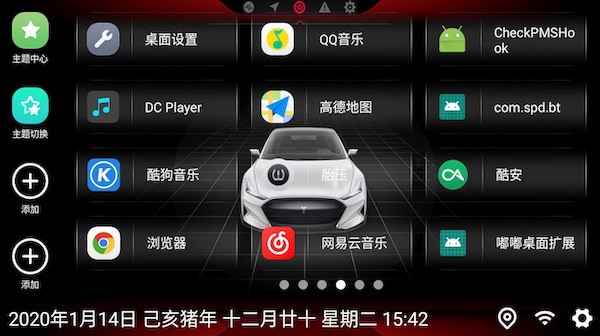 主题中心
桌面设置
QQ音乐
CheckPMSHo
ok
主题切换
DC Player
高德地图
com.spd.bt
添加
酷狗音乐
胎压
酷安
添加
浏览器
网易云音乐
嘟嘟桌面扩展
2020年1月14日 己亥猪年 十二月廿十 星期二 15:42